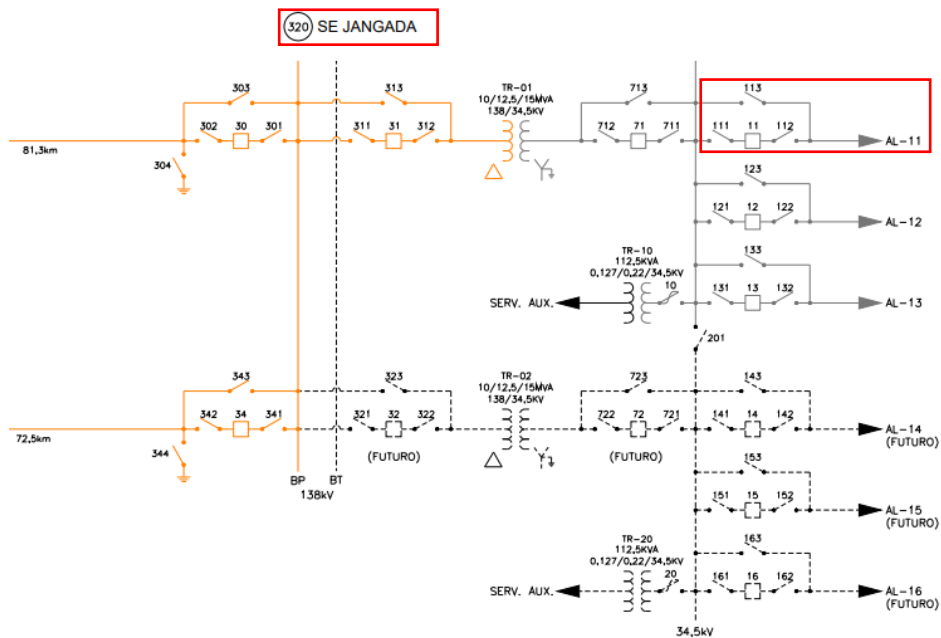 320 SE JANGADA
303
313
TR-01
10/12,5/15MVA
138/34,5KV
713
113
302 30 301
311 31 312
712 71 711
111 11 112
AL-11
81,3km
304
123
121 12 122
AL-12
TR-10
112,5KVA
0,127/0,22/34,5KV
133
SERV. AUX.
10
131 13 132
AL-13
201
343
323
TR-02
10/12,5/15MVA
138/34,5KV
723
143
342 34 341
321 32 322
722 72 721
141 14 142
AL-14
(FUTURO)
72,5km
344
(FUTURO)
(FUTURO)
153
BP BT
138kV
151 15 152
AL-15
(FUTURO)
TR-20
112,5KVA
0,127/0,22/34,5KV
163
SERV. AUX.
20
161 16 162
AL-16
(FUTURO)
34,5kV